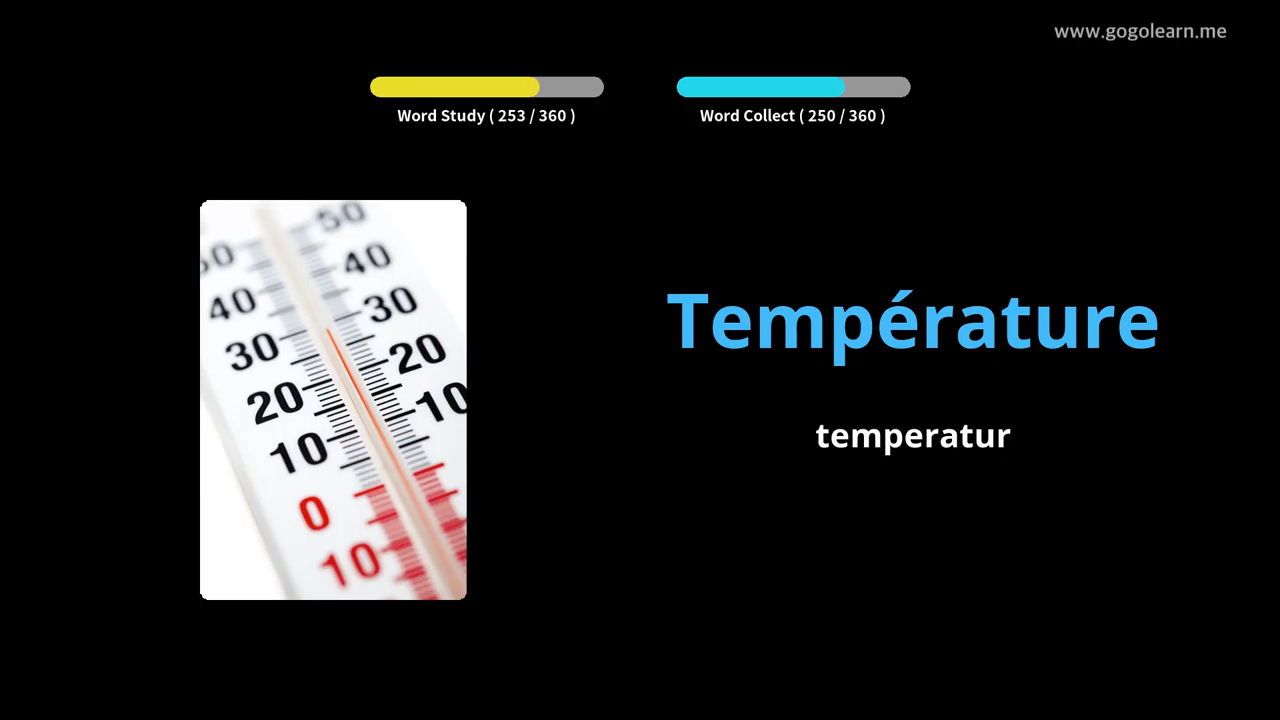 www.gogolearn.me
Word Study ( 253 / 360 )
Word Collect ( 250 / 360 )
50
40
40
30
30
20
20
10
10
0
10
Température
temperatur